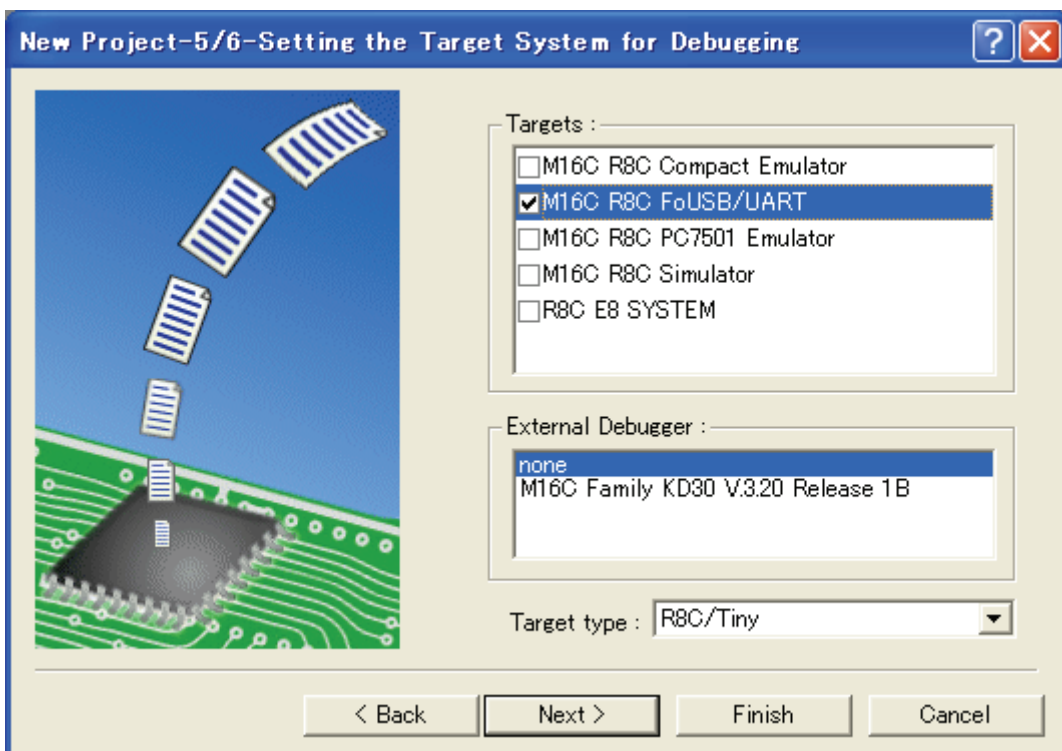 New Project-5/6-Setting the Target System for Debugging
Targets :
M16C R8C Compact Emulator
M16C R8C FoUSB/UART
M16C R8C PC7501 Emulator
M16C R8C Simulator
R8C E8 SYSTEM
External Debugger :
none
M16C Family KD30 V.3.20 Release 1B
Target type : R8C/Tiny
< Back Next > Finish Cancel